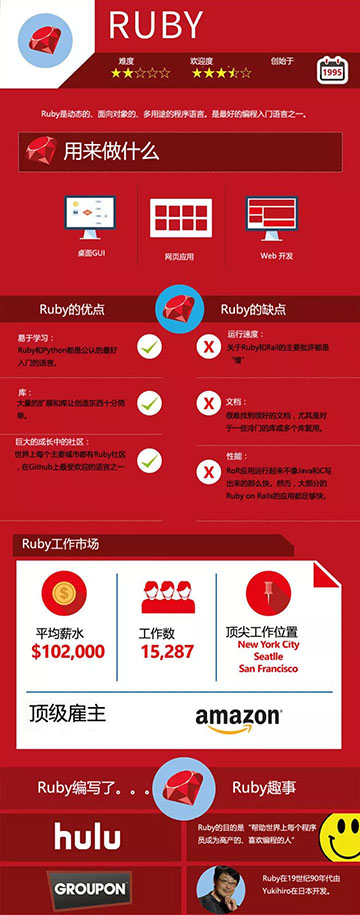 RUBY
难度
欢迎度
创始于
1995
Ruby是动态的、面向对象的、多用途的程序语言。是最好的编程入门语言之一。
用来做什么
桌面GUI
网页应用
Web 开发
Ruby的优点
易于学习：
Ruby和Python都是公认的最好
入门的语言。
库：
大量的扩展和库让创造东西十分简
单。
巨大的成长中的社区：
世界上每个主要城市都有Ruby社区
，在Github上最受欢迎的语言之一
Ruby的缺点
运行速度：
关于Ruby和Rail的主要批评都是
“慢”
文档：
很难找到很好的文档，尤其是对
于一些冷门的库或多个库复用。
性能：
RoR应用运行起来不像Java和C写
出来的那么快。然而，大部分的
Ruby on Rails的应用都足够快。
Ruby工作市场
平均薪水
$102,000
工作数
15,287
顶尖工作位置
New York City
Seatlle
San Francisco
顶级雇主
amazon
Ruby编写了。。。
hulu
GROUPON
Ruby趣事
Ruby的目的是“帮助世界上每个程序
员成为高产的、喜欢编程的人”
Ruby在19世纪90年代由
Yukihiro在日本开发。